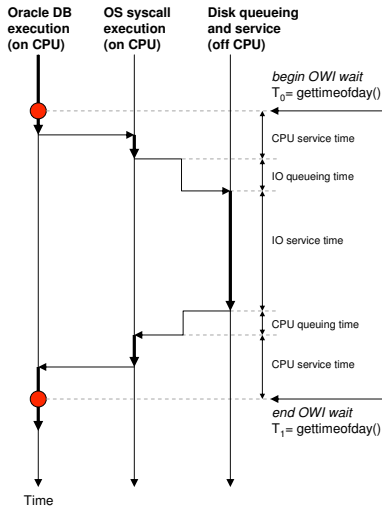 Oracle DB
execution
(on CPU)
OS syscall
execution
(on CPU)
Disk queueing
and service
(off CPU)
begin OWI wait
T0= gettimeofday()
CPU service time
IO queueing time
IO service time
CPU queuing time
CPU service time
end OWI wait
T1= gettimeofday()
Time